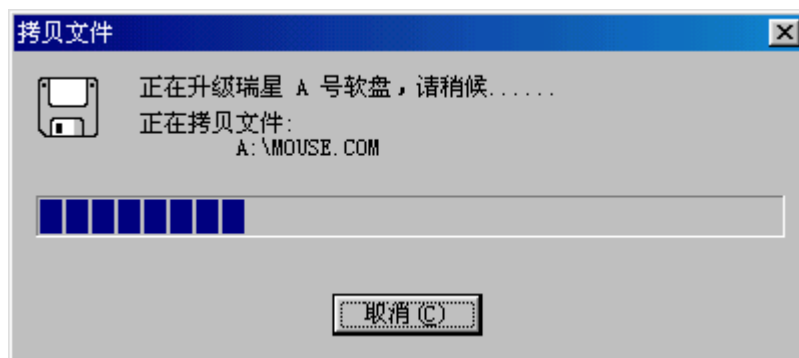 拷贝文件
正在升级瑞星 A 号软盘，请稍候......
正在拷贝文件:
A:\MOUSE.COM
取消(C)